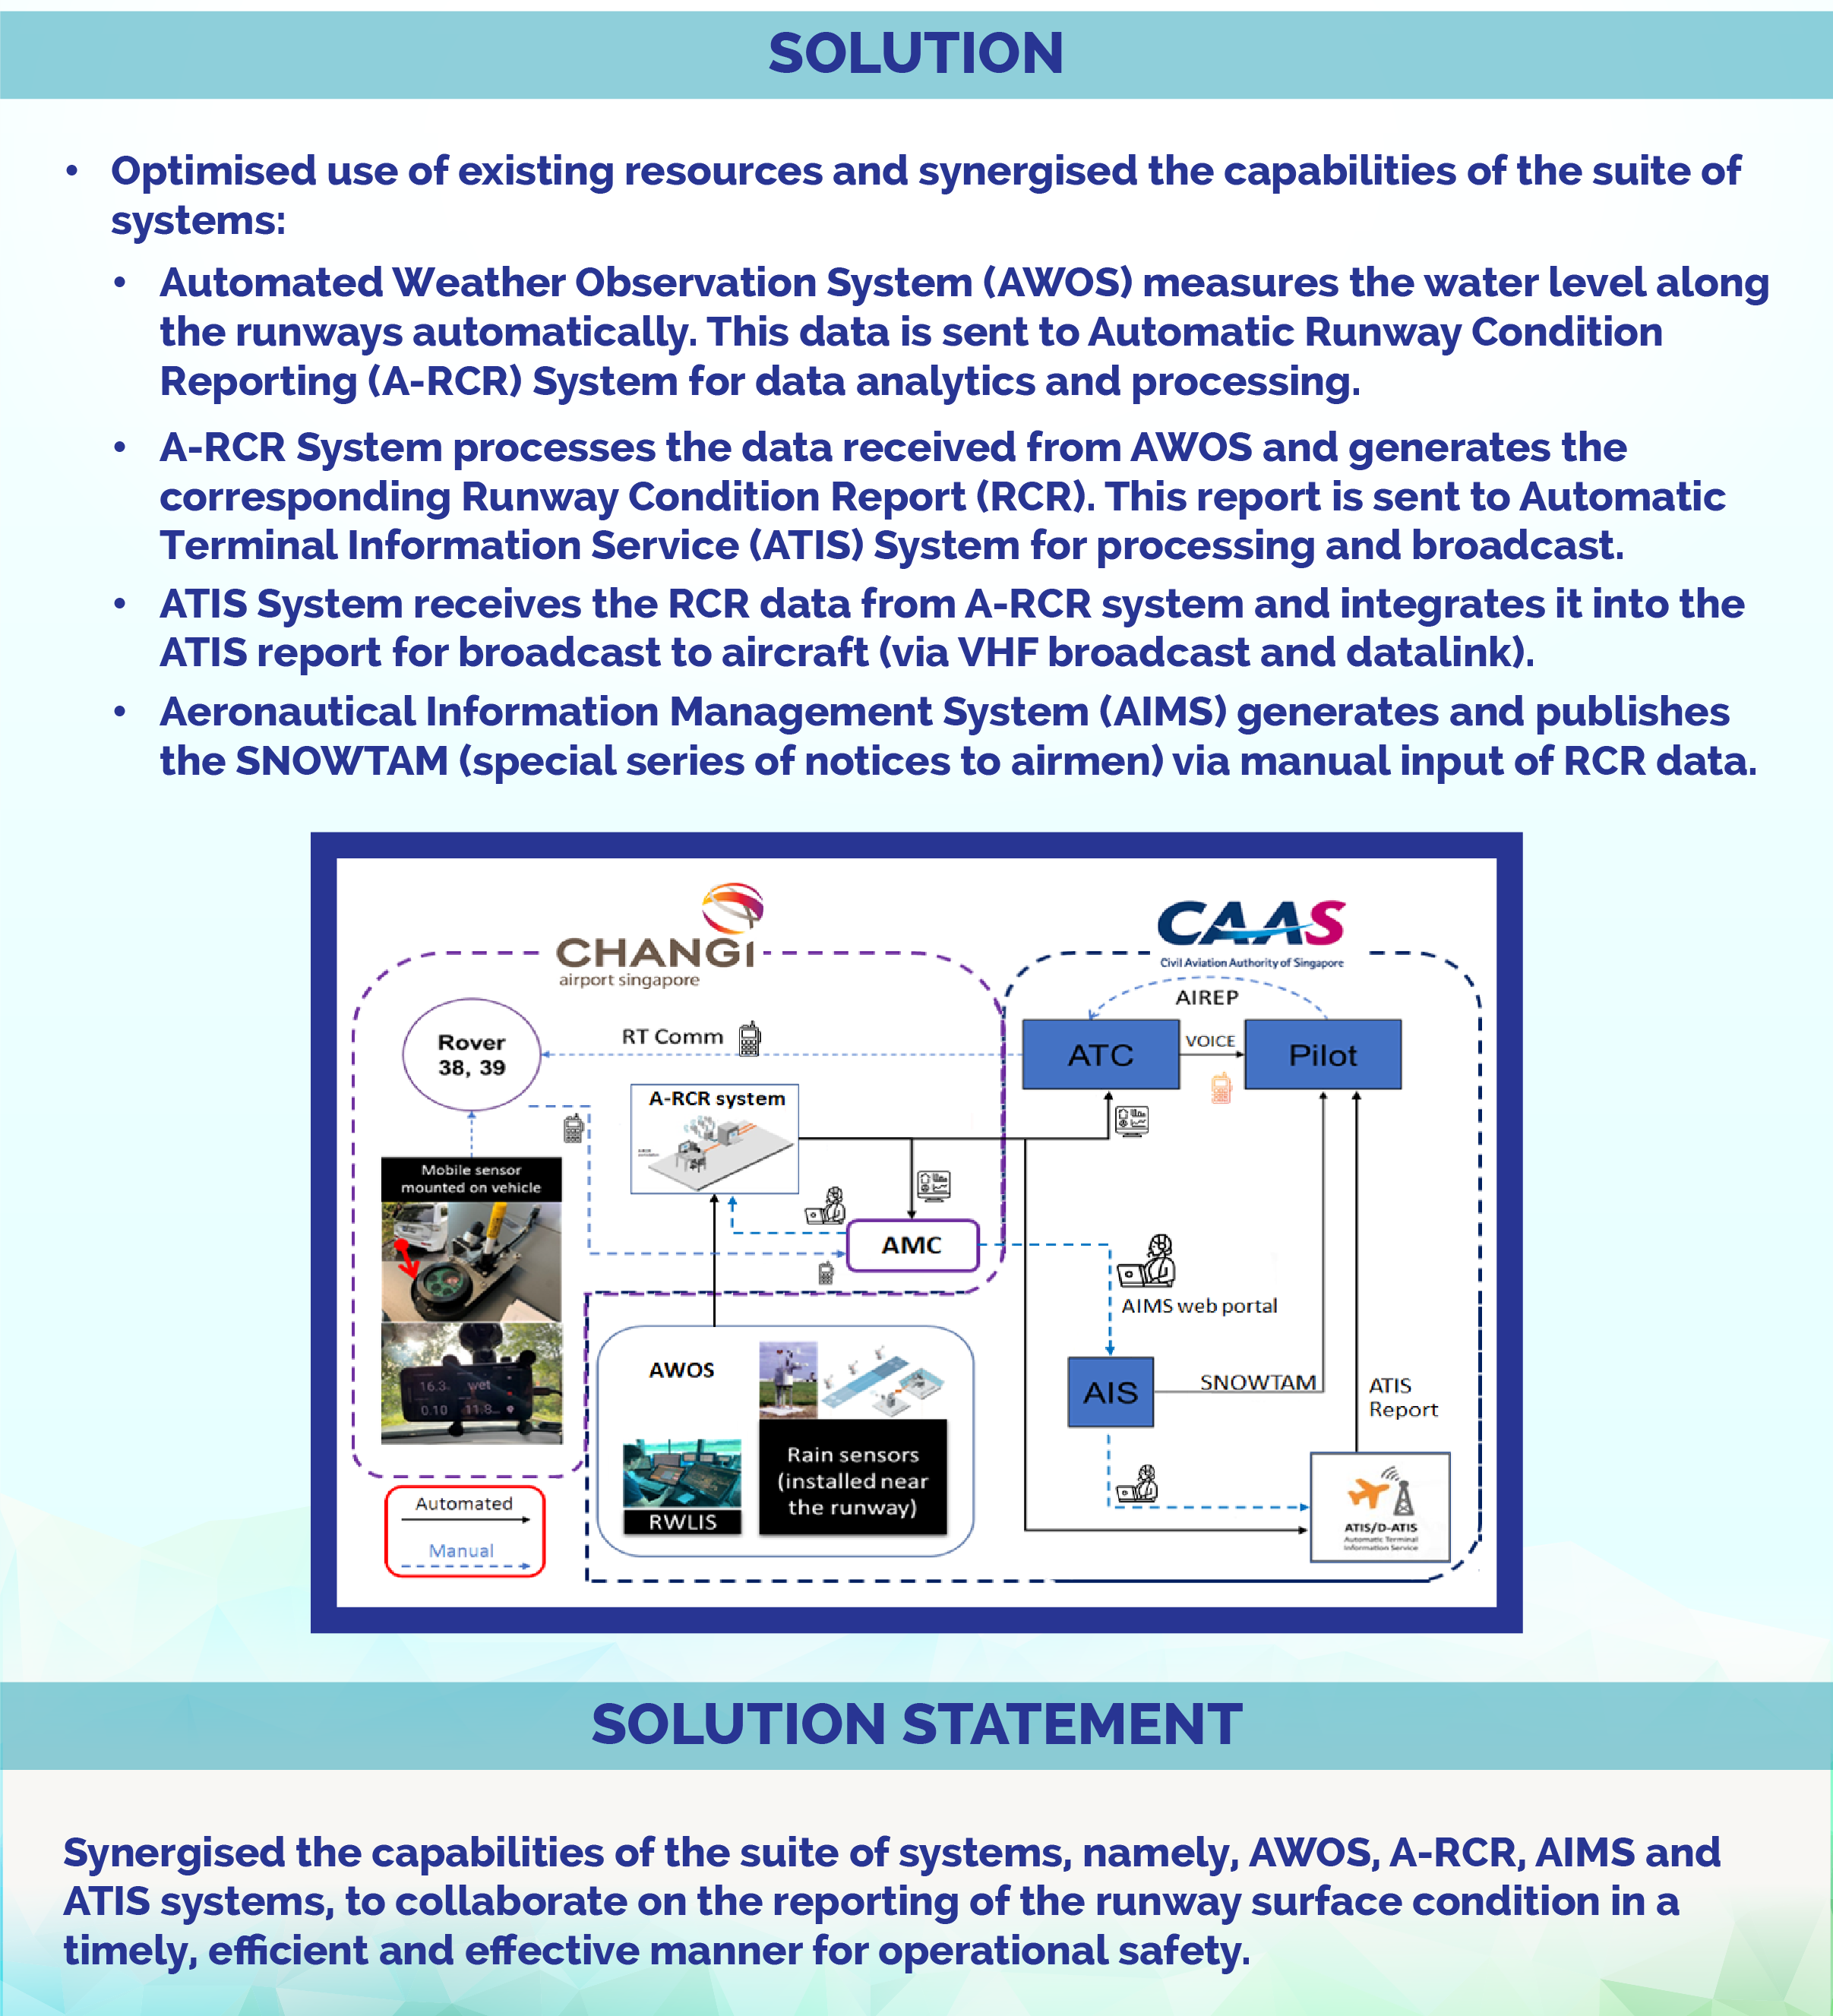 SOLUTION
• Optimised use of existing resources and synergised the capabilities of the suite of
systems:
• Automated Weather Observation System (AWOS) measures the water level along
the runways automatically. This data is sent to Automatic Runway Condition
Reporting (A-RCR) System for data analytics and processing.
• A-RCR System processes the data received from AWOS and generates the
corresponding Runway Condition Report (RCR). This report is sent to Automatic
Terminal Information Service (ATIS) System for processing and broadcast.
• ATIS System receives the RCR data from A-RCR system and integrates it into the
ATIS report for broadcast to aircraft (via VHF broadcast and datalink).
• Aeronautical Information Management System (AIMS) generates and publishes
the SNOWTAM (special series of notices to airmen) via manual input of RCR data.
CHANGI
airport singapore
CAAS
Civil Aviation Authority of Singapore
AIREP
Rover
38, 39
RT Comm
ATC
VOICE
Pilot
A-RCR system
Mobile sensor
mounted on vehicle
AMC
AIMS web portal
16.3
wet
0.10
11.8
AWOS
RWLIS
Rain sensors
(installed near
the runway)
AIS
SNOWTAM
ATIS
Report
ATIS/D-ATIS
Automatic Terminal
Information Service
Automated
Manual
SOLUTION STATEMENT
Synergised the capabilities of the suite of systems, namely, AWOS, A-RCR, AIMS and
ATIS systems, to collaborate on the reporting of the runway surface condition in a
timely, efficient and effective manner for operational safety.